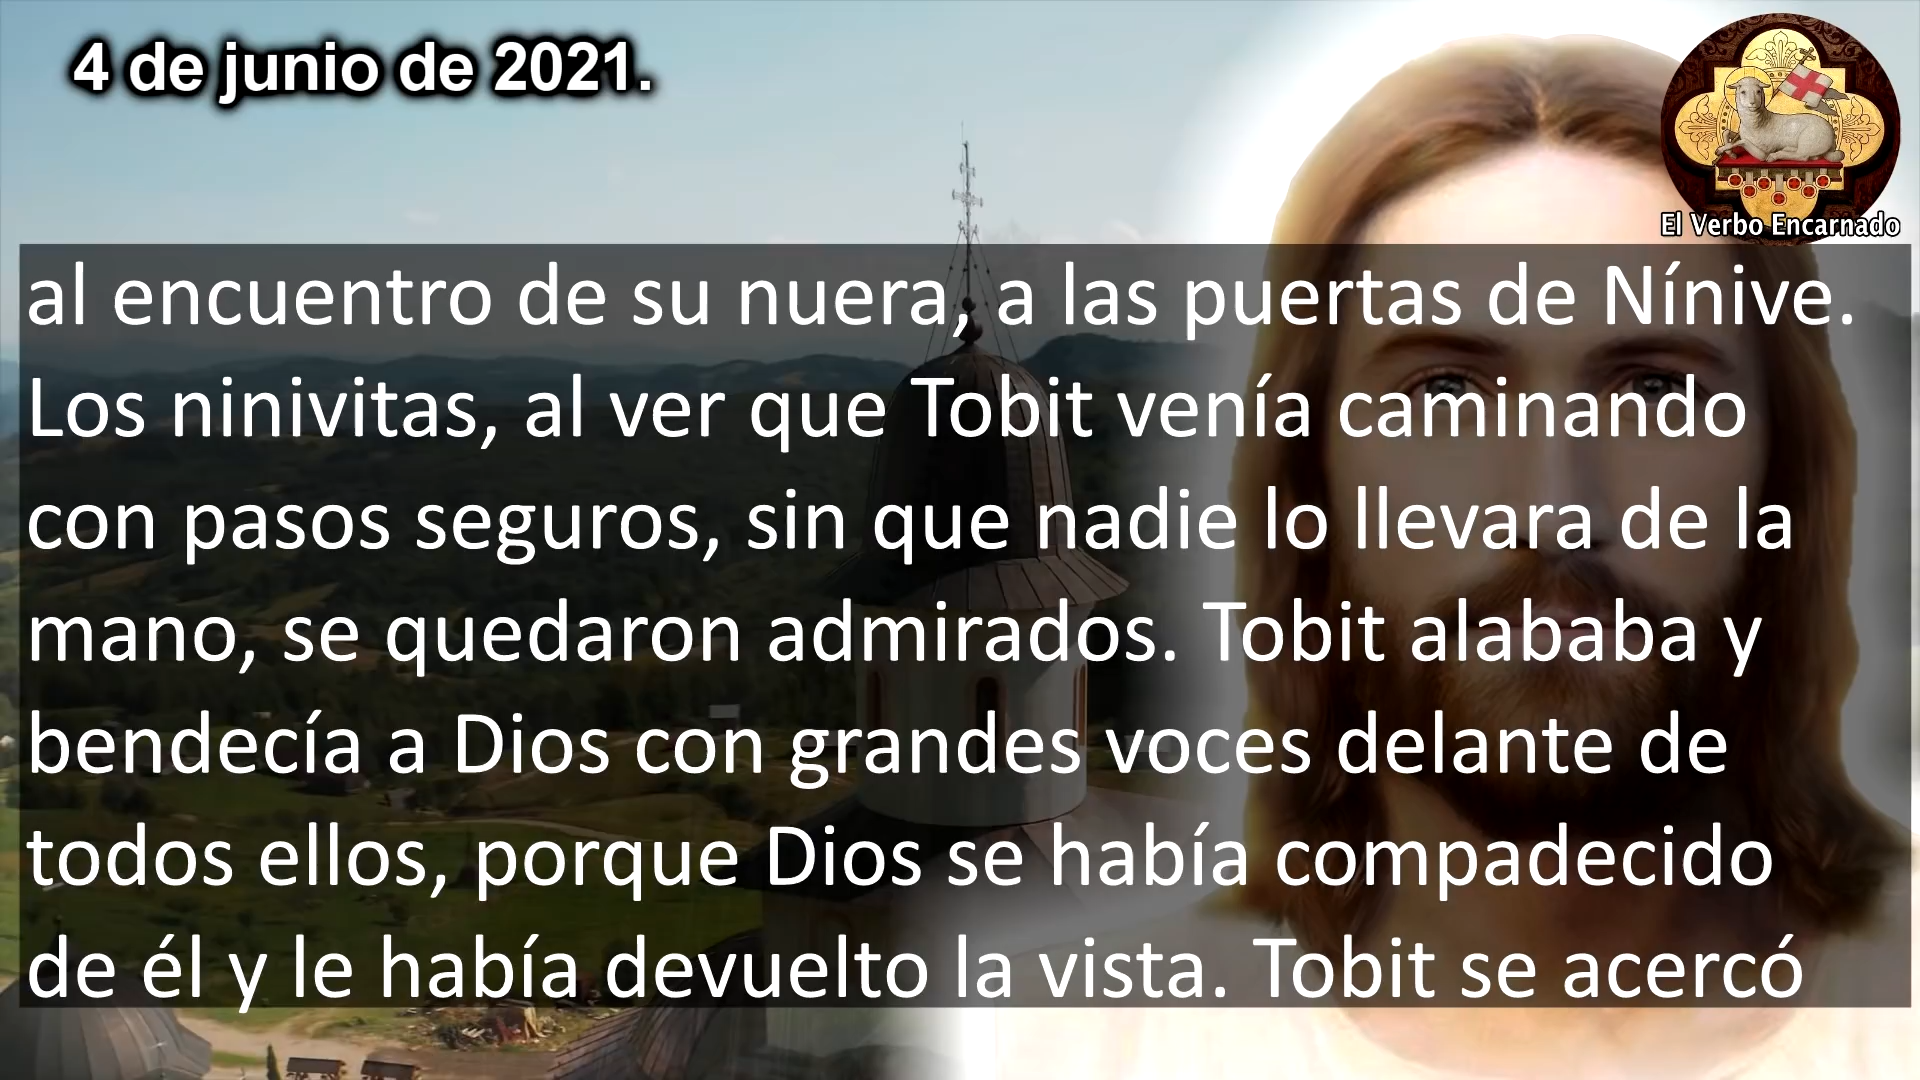 4 de junio de 2021.
El Verbo Encarnado
al encuentro de su nuera, a las puertas de Nínive.
Los ninivitas, al ver que Tobit venía caminando
con pasos seguros, sin que nadie lo llevara de la
mano, se quedaron admirados. Tobit alababa y
bendecía a Dios con grandes voces delante de
todos ellos, porque Dios se había compadecido
de él y le había devuelto la vista. Tobit se acercó